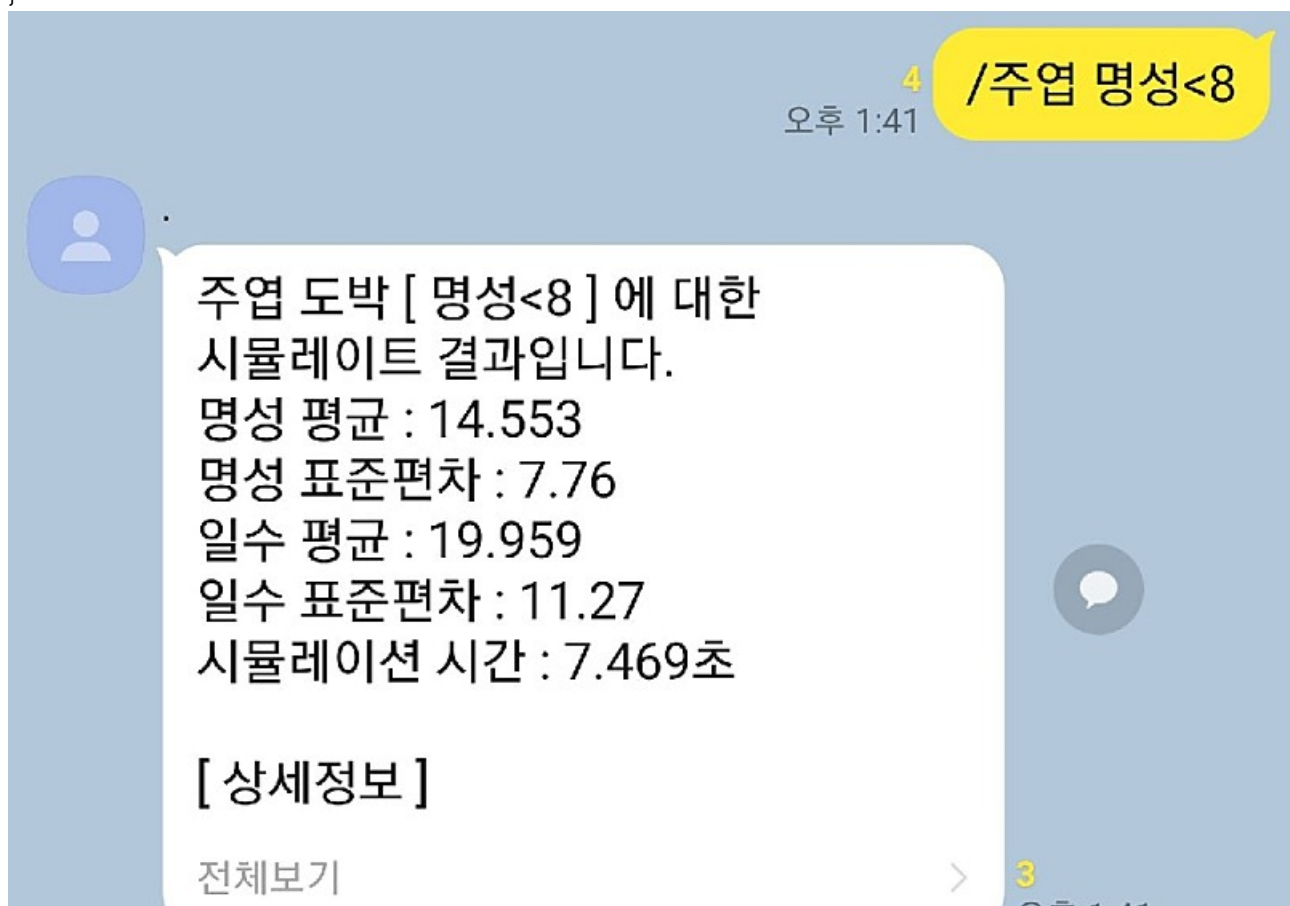 4
/주엽 명성<8
오후 1:41
.
주엽 도박 [ 명성<8 ] 에 대한
시뮬레이트 결과입니다.
명성 평균 : 14.553
명성 표준편차 : 7.76
일수 평균 : 19.959
일수 표준편차 : 11.27
시뮬레이션 시간 : 7.469초
[ 상세정보 ]
전체보기
3